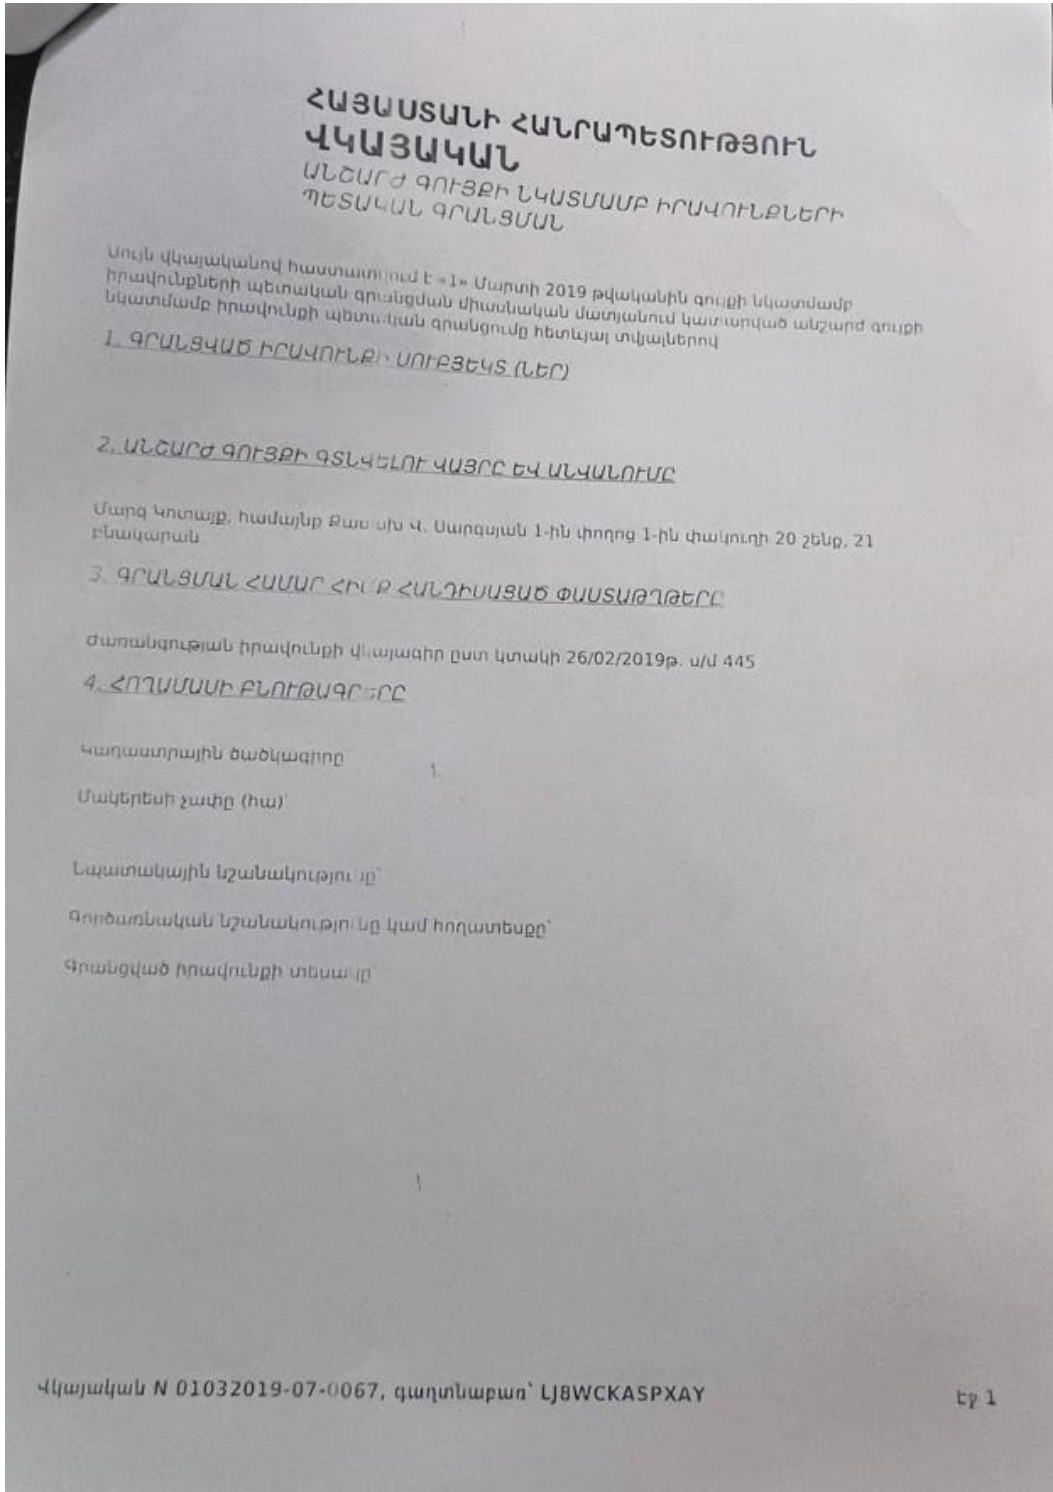 ՀԱՅԱՍՏԱՆԻ ՀԱՆՐԱՊԵՏՈՒԹՅՈՒՆ
ՎԿԱՅԱԿԱՆ
ԱՆՇԱՐԺ ԳՈՒՅՔԻ ՆԿԱՏՄԱՄԲ ԻՐԱՎՈՒՆՔՆԵՐԻ
ՊԵՏԱԿԱՆ ԳՐԱՆՑՄԱՆ
Սույն վկայականով հաստատվում է «1» Մարտի 2019 թվականին գույքի նկատմամբ
իրավունքների պետական գրանցման միասնական մատյանում կատարված անշարժ գույքի
նկատմամբ իրավունքի պետական գրանցումը հետևյալ տվյալներով
1. ԳՐԱՆՑՎԱԾ ԻՐԱՎՈՒՆՔԻ ՍՈՒԲՅԵԿՏ (ՆԵՐ)
2. ԱՆՇԱՐԺ ԳՈՒՅՔԻ ԳՏՆՎԵԼՈՒ ՎԱՅՐԸ ԵՎ ԱՆՎԱՆՈՒՄԸ
Մարզ Կոտայք, համայնք Քասախ Վ. Սարգսյան 1-ին փողոց 1-ին փակուղի 20 շենք, 21
բնակարան
3. ԳՐԱՆՑՄԱՆ ՀԱՄԱՐ ՀԻՄՔ ՀԱՆԴԻՍԱՑԱԾ ՓԱՍՏԱԹՂԹԵՐԸ
Ժառանգության իրավունքի վկայագիր ըստ կտակի 26/02/2019թ. ս/մ 445
4. ՀՈՂԱՄԱՍԻ ԲՆՈՒԹԱԳՐԵՐԸ
Կադաստրային ծածկագիրը՝
Մակերեսի չափը (հա)՝
Նպատակային նշանակությունը՝
Գործառնական նշանակությունը կամ հողատեսքը՝
Գրանցված իրավունքի տեսակը՝
Վկայական N 01032019-07-0067, գաղտնաբառ՝ LJ8WCKASPXAY
Էջ 1